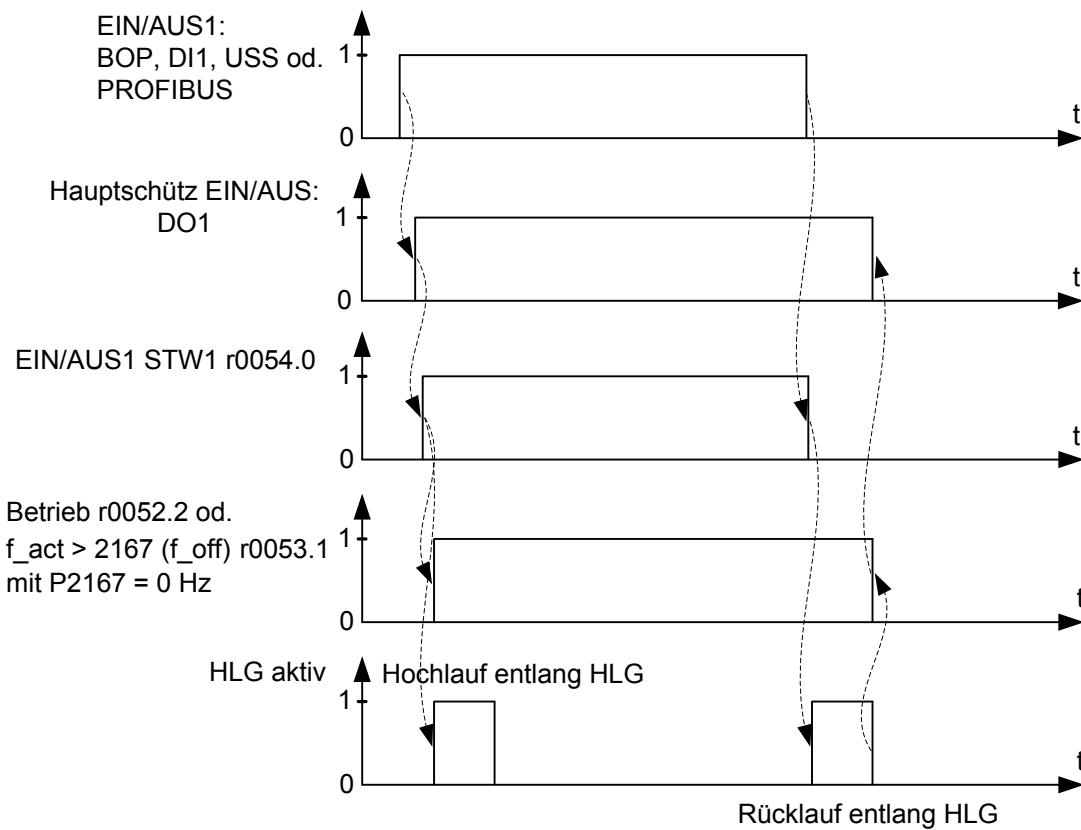 EIN/AUS1:
BOP, DI1, USS od.
PROFIBUS
1
0
t
Hauptschütz EIN/AUS:
DO1
1
0
t
EIN/AUS1 STW1 r0054.0
1
0
t
Betrieb r0052.2 od.
f_act > 2167 (f_off) r0053.1
mit P2167 = 0 Hz
1
0
t
HLG aktiv
Hochlauf entlang HLG
1
0
t
Rücklauf entlang HLG